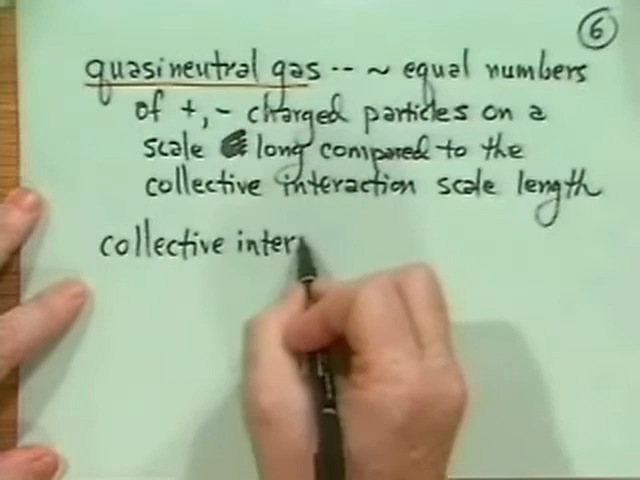 6
quasineutral gas -- ~ equal numbers
of +, - charged particles on a
scale long compared to the
collective interaction scale length
collective inter